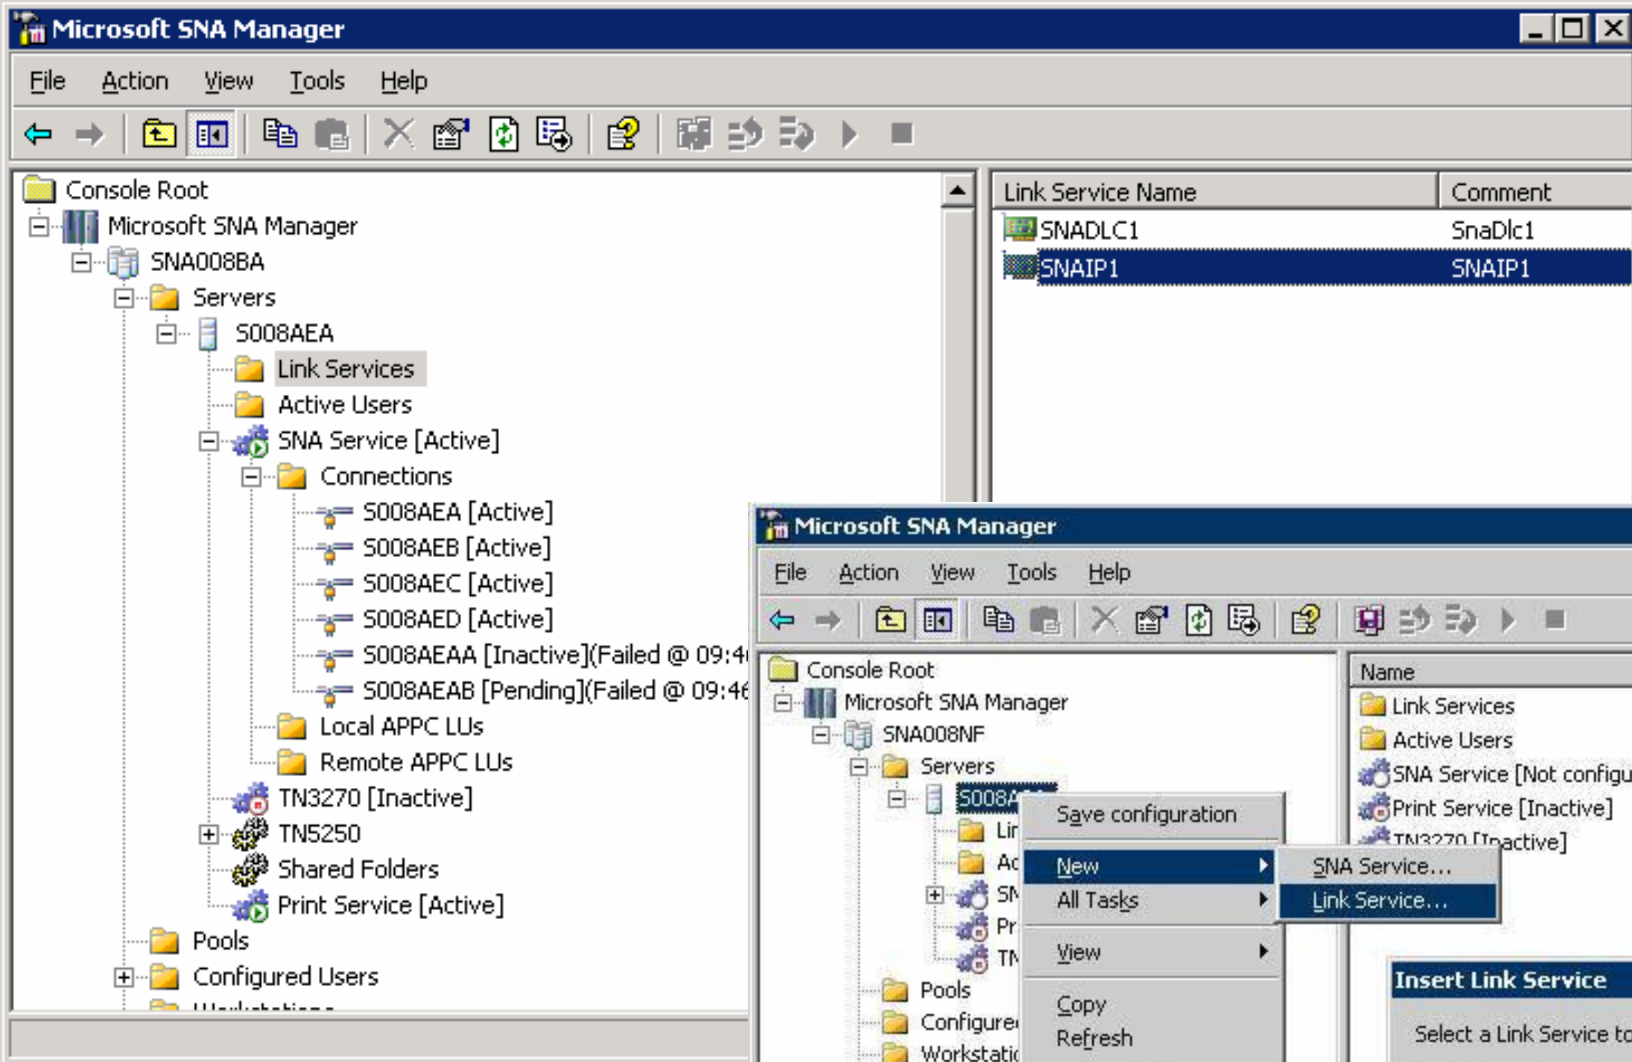 Microsoft SNA Manager
File Action View Tools Help
Console Root
Microsoft SNA Manager
SNA008BA
Servers
S008AEA
Link Services
Active Users
SNA Service [Active]
Connections
S008AEA [Active]
S008AEB [Active]
S008AEC [Active]
S008AED [Active]
S008AEAA [Inactive](Failed @ 09:4
S008AEAB [Pending](Failed @ 09:46
Local APPC LUs
Remote APPC LUs
TN3270 [Inactive]
TN5250
Shared Folders
Print Service [Active]
Pools
Configured Users
Link Service Name Comment
SNADLC1 SnaDlc1
SNAIP1 SNAIP1
Microsoft SNA Manager
File Action View Tools Help
Console Root
Microsoft SNA Manager
SNA008NF
Servers
S008A
Pools
Configured
Workstatio
Save configuration
New
All Tasks
View
Copy
Refresh
SNA Service...
Link Service...
Name
Link Services
Active Users
SNA Service [Not configu
Print Service [Inactive]
TN3270 [Inactive]
Insert Link Service
Select a Link Service to